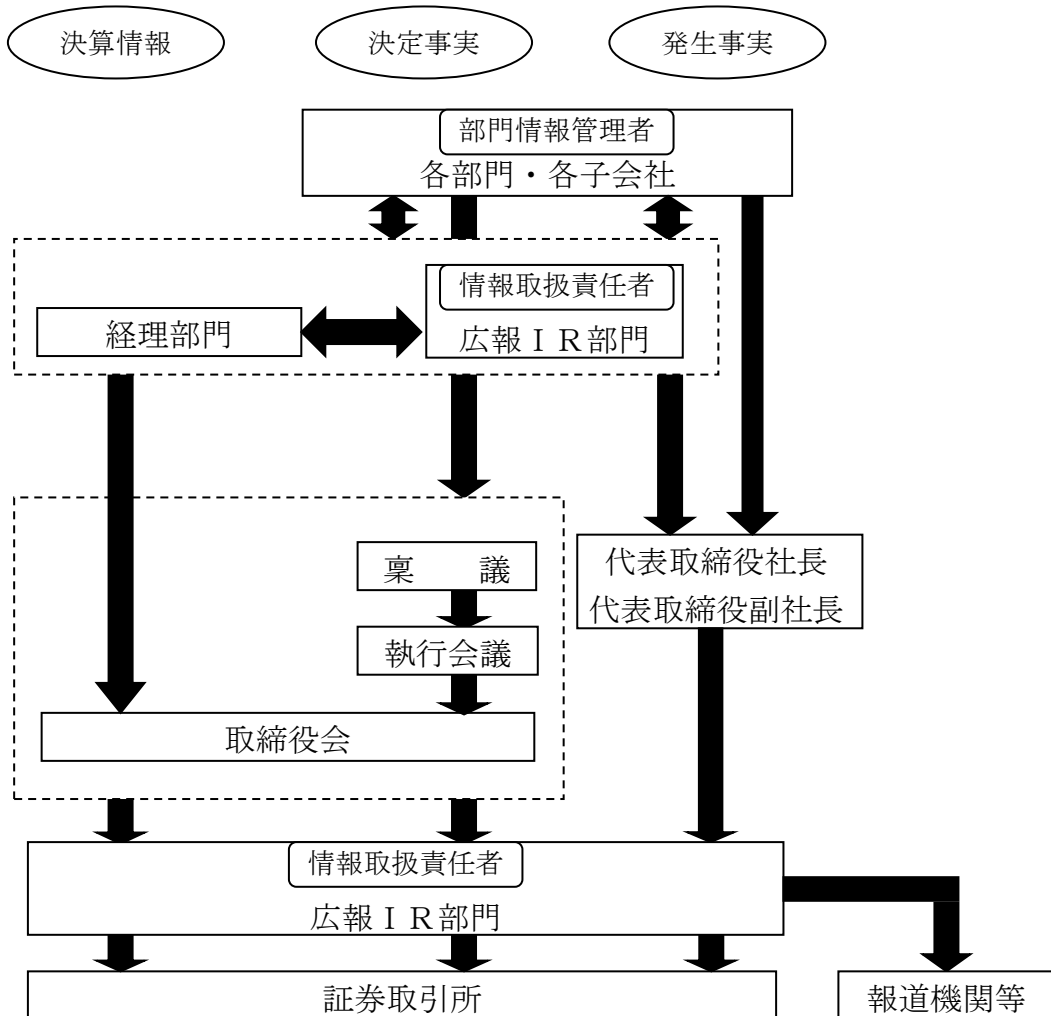 決算情報
決定事実
発生事実
部門情報管理者
各部門・各子会社
情報取扱責任者
経理部門
広報ＩＲ部門
稟　　議
代表取締役社長
代表取締役副社長
執行会議
取締役会
情報取扱責任者
広報ＩＲ部門
証券取引所
報道機関等